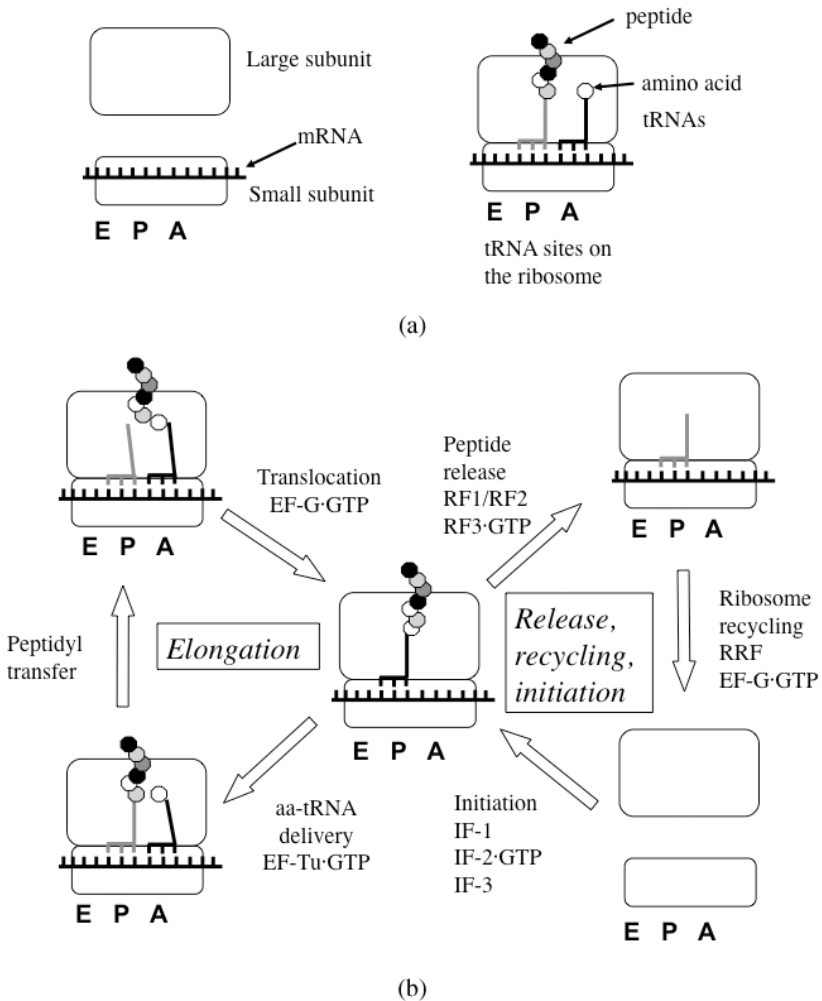 Large subunit
mRNA
Small subunit
E P A
peptide
amino acid
tRNAs
E P A
tRNA sites on
the ribosome
(a)
E P A
Translocation
EF-G·GTP
Peptide
release
RF1/RF2
RF3·GTP
E P A
Peptidyl
transfer
Elongation
Release,
recycling,
initiation
Ribosome
recycling
RRF
EF-G·GTP
E P A
aa-tRNA
delivery
EF-Tu·GTP
Initiation
IF-1
IF-2·GTP
IF-3
E P A
E P A
(b)